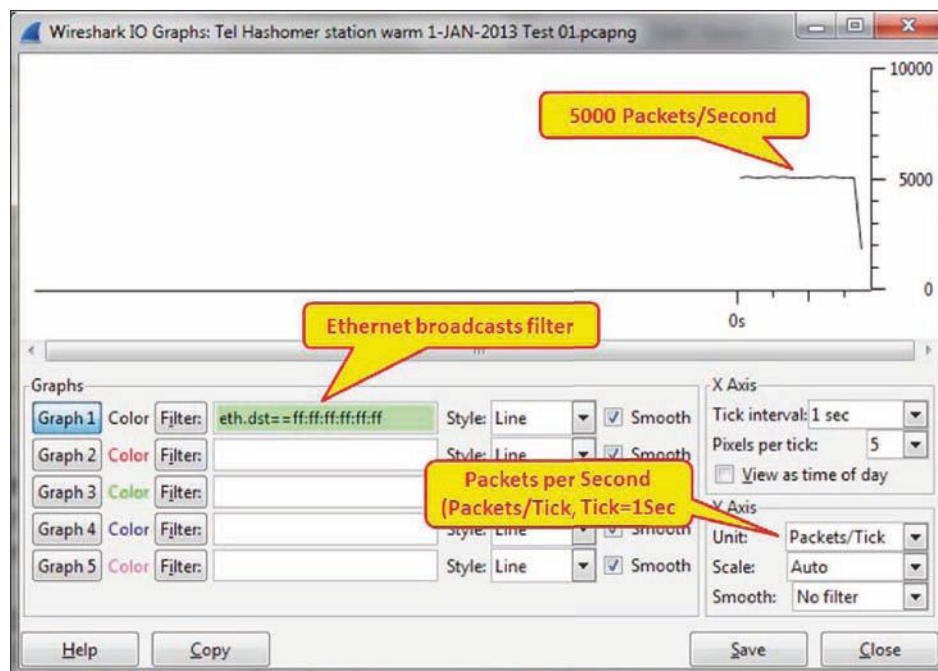 Wireshark IO Graphs: Tel Hashomer station warm 1-JAN-2013 Test 01.pcapng
10000
5000 Packets/Second
5000
0
0s
Ethernet broadcasts filter
Graphs
Graph 1 Color Filter: eth.dst==ff:ff:ff:ff:ff:ff Style: Line Smooth
Graph 2 Color Filter: Style: Line Smooth
Graph 3 Color Filter:
Graph 4 Color Filter: Style: Line Smooth
Graph 5 Color Filter: Style: Line Smooth
Packets per Second
(Packets/Tick, Tick=1Sec
X Axis
Tick interval: 1 sec
Pixels per tick: 5
View as time of day
Y Axis
Unit: Packets/Tick
Scale: Auto
Smooth: No filter
Help Copy Save Close